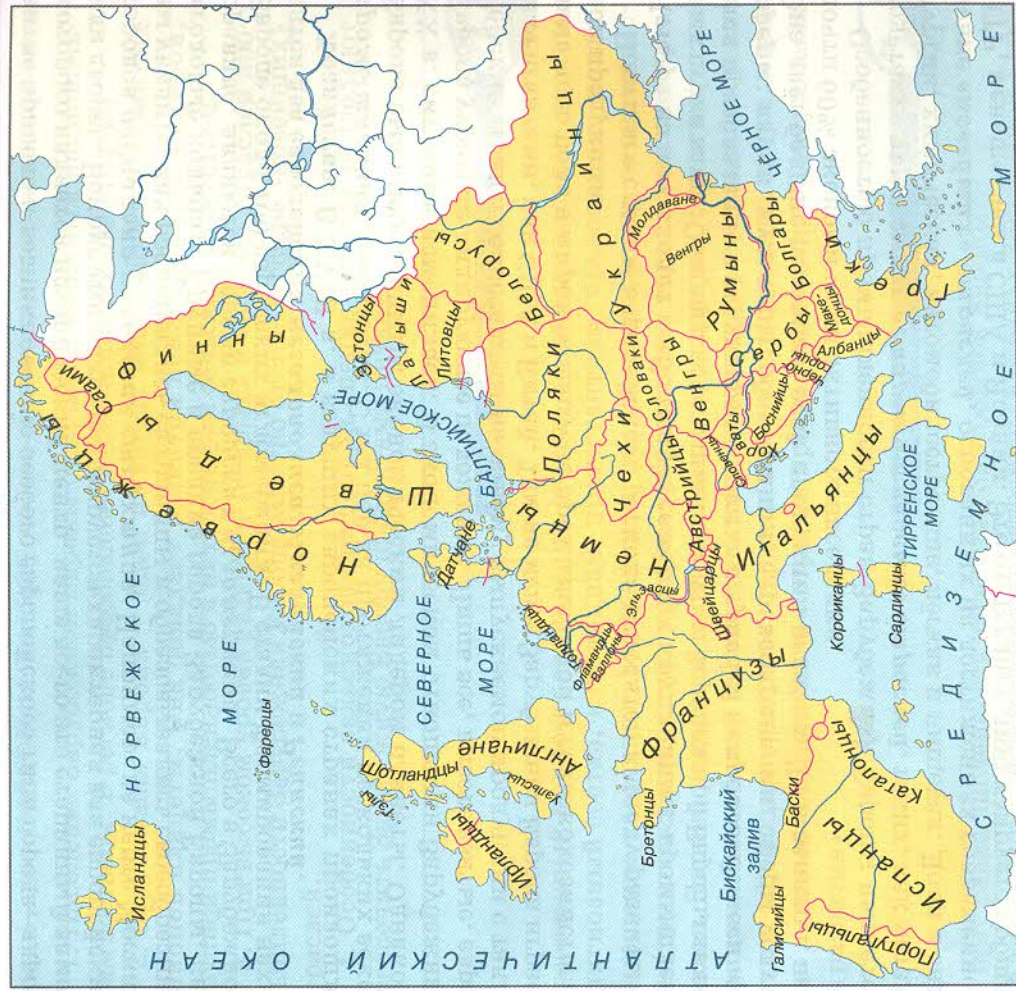 НОРВЕЖСКОЕ
МОРЕ
СЕВЕРНОЕ
МОРЕ
БАЛТИЙСКОЕ МОРЕ
АТЛАНТИЧЕСКИЙ ОКЕАН
Бискайский
залив
ТИРРЕНСКОЕ
МОРЕ
СРЕДИЗЕМНОЕ МОРЕ
ЧЁРНОЕ МОРЕ
Исландцы
Фарерцы
Норвежцы
Саами
Шведы
Финны
Эстонцы
Латыши
Литовцы
Белорусы
Украинцы
Молдаване
Датчане
Шотландцы
Гэлы
Ирландцы
Уэльсцы
Англичане
Голландцы
Фламандцы
Валлоны
Немцы
Поляки
Чехи
Словаки
Эльзасцы
Швейцарцы
Австрийцы
Венгры
Венгры
Румыны
Французы
Бретонцы
Баски
Галисийцы
Португальцы
Испанцы
Каталонцы
Корсиканцы
Сардинцы
Итальянцы
Словенцы
Хорваты
Боснийцы
Сербы
Черногорцы
Албанцы
Македонцы
Болгары
Греки